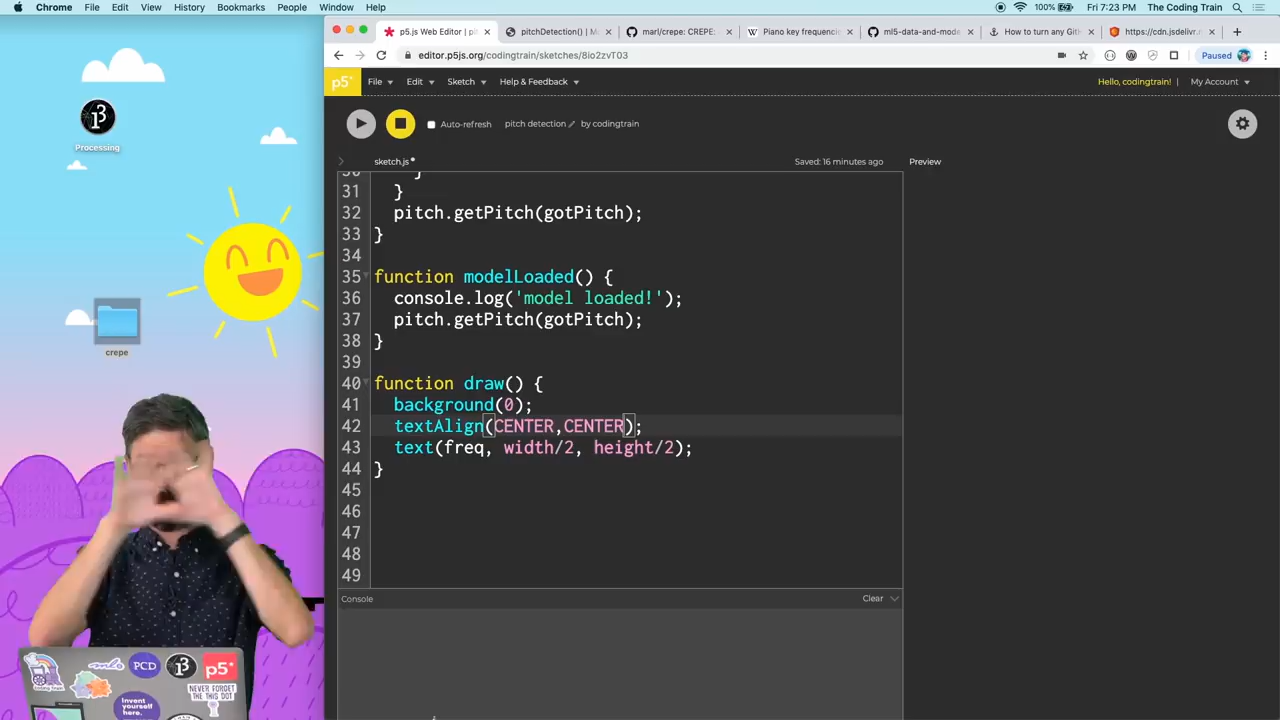 Chrome File Edit View History Bookmarks People Window Help
100% Fri 7:23 PM The Coding Train
p5.js Web Editor | pit
pitchDetection() | M
marl/crepe: CREPE:
Piano key frequencie
ml5-data-and-mode
How to turn any Gith
https://cdn.jsdelivr.n
editor.p5js.org/codingtrain/sketches/8io2zvT03
Paused
p5* File Edit Sketch Help & Feedback
Hello, codingtrain! | My Account
Processing
Auto-refresh pitch detection by codingtrain
sketch.js
Saved: 16 minutes ago
Preview
30 }
31 }
32 pitch.getPitch(gotPitch);
33 }
34
35 function modelLoaded() {
36 console.log('model loaded!');
37 pitch.getPitch(gotPitch);
38 }
39
40 function draw() {
41 background(0);
42 textAlign(CENTER,CENTER);
43 text(freq, width/2, height/2);
44 }
45
46
47
48
49
crepe
Console
Clear
PCD
p5*
NEVER FORGET
THE THIS DOT
Invent
yourself
here.